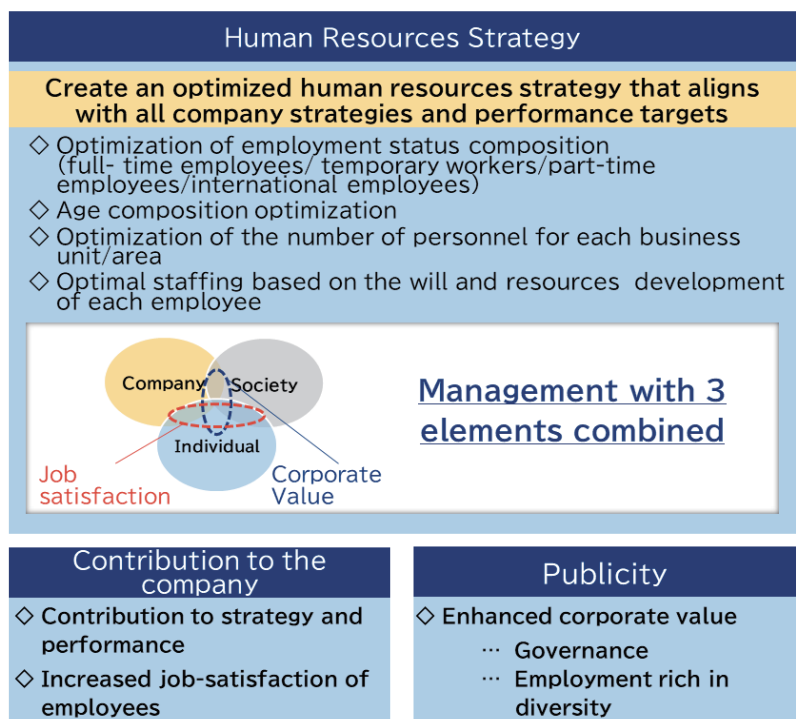 Human Resources Strategy
Create an optimized human resources strategy that aligns
with all company strategies and performance targets
◇ Optimization of employment status composition
(full- time employees/ temporary workers/part-time
employees/international employees)
◇ Age composition optimization
◇ Optimization of the number of personnel for each business
unit/area
◇ Optimal staffing based on the will and resources development
of each employee
Company
Society
Individual
Job
satisfaction
Corporate
Value
Management with 3
elements combined
Contribution to the
company
◇ Contribution to strategy and
performance
◇ Increased job-satisfaction of
employees
Publicity
◇ Enhanced corporate value
… Governance
… Employment rich in
diversity